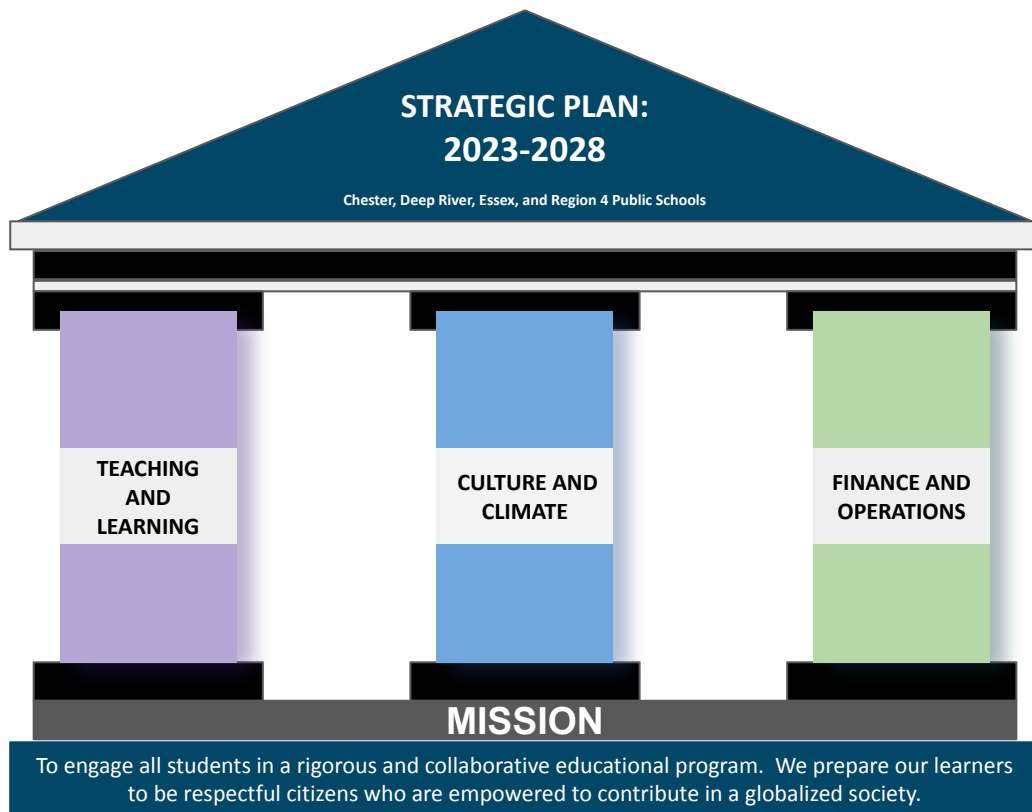 STRATEGIC PLAN:
2023-2028
Chester, Deep River, Essex, and Region 4 Public Schools
TEACHING
AND
LEARNING
CULTURE AND
CLIMATE
FINANCE AND
OPERATIONS
MISSION
To engage all students in a rigorous and collaborative educational program.  We prepare our learners
to be respectful citizens who are empowered to contribute in a globalized society.